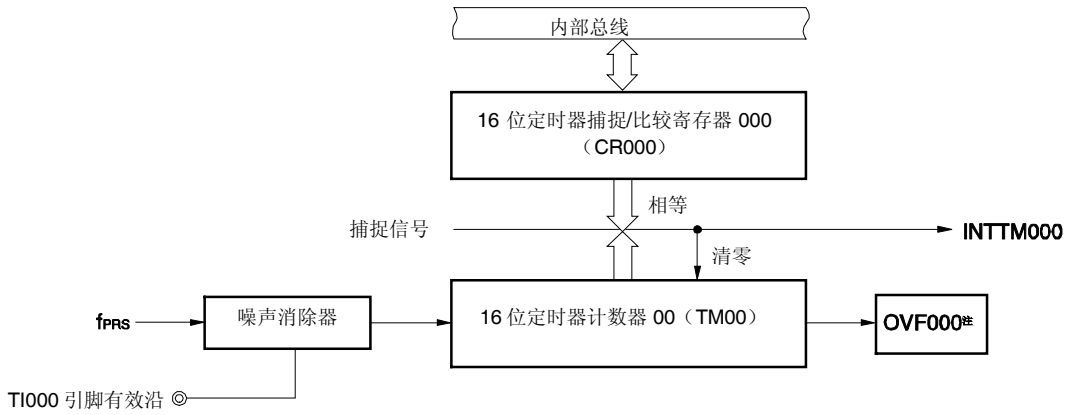 内部总线
16 位定时器捕捉/比较寄存器 000
（CR000）
相等
捕捉信号
INTTM000
清零
fPRS
噪声消除器
16 位定时器计数器 00（TM00）
OVF000注
TI000 引脚有效沿